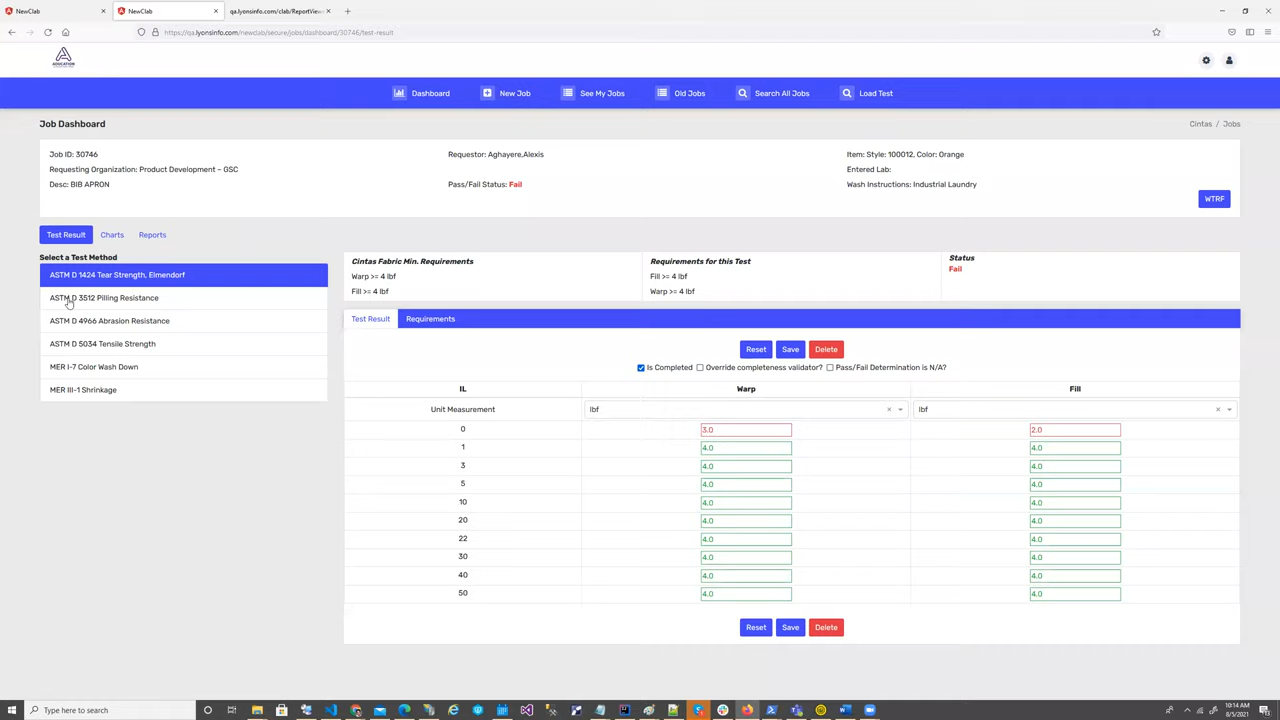 NewClab
NewClab
qa.lyonsinfo.com/clab/ReportView
https://qa.lyonsinfo.com/newclab/secure/jobs/dashboard/30746/test-result
ADUCATION
Dashboard
New Job
See My Jobs
Old Jobs
Search All Jobs
Load Test
Job Dashboard
Cintas / Jobs
Job ID: 30746
Requestor: Aghayere,Alexis
Item: Style: 100012, Color: Orange
Requesting Organization: Product Development – GSC
Entered Lab:
Desc: BIB APRON
Pass/Fail Status: Fail
Wash Instructions: Industrial Laundry
WTRF
Test Result
Charts
Reports
Select a Test Method
ASTM D 1424 Tear Strength, Elmendorf
ASTM D 3512 Pilling Resistance
ASTM D 4966 Abrasion Resistance
ASTM D 5034 Tensile Strength
MER I-7 Color Wash Down
MER III-1 Shrinkage
Cintas Fabric Min. Requirements
Warp >= 4 lbf
Fill >= 4 lbf
Requirements for this Test
Fill >= 4 lbf
Warp >= 4 lbf
Status
Fail
Test Result
Requirements
Reset
Save
Delete
Is Completed
Override completeness validator?
Pass/Fail Determination is N/A?
IL Warp Fill
Unit Measurement lbf lbf
0 3.0 2.0
1 4.0 4.0
3 4.0 4.0
5 4.0 4.0
10 4.0 4.0
20 4.0 4.0
22 4.0 4.0
30 4.0 4.0
40 4.0 4.0
50 4.0 4.0
Reset
Save
Delete
Type here to search
10:14 AM
8/5/2021